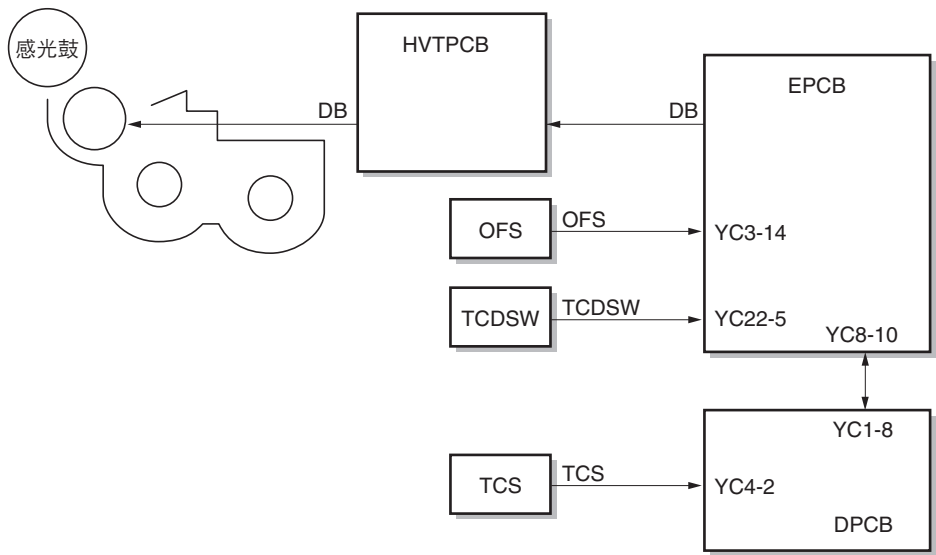 感光鼓
HVTPCB
EPCB
DB
DB
OFS
OFS
YC3-14
TCDSW
TCDSW
YC22-5
YC8-10
YC1-8
TCS
TCS
YC4-2
DPCB